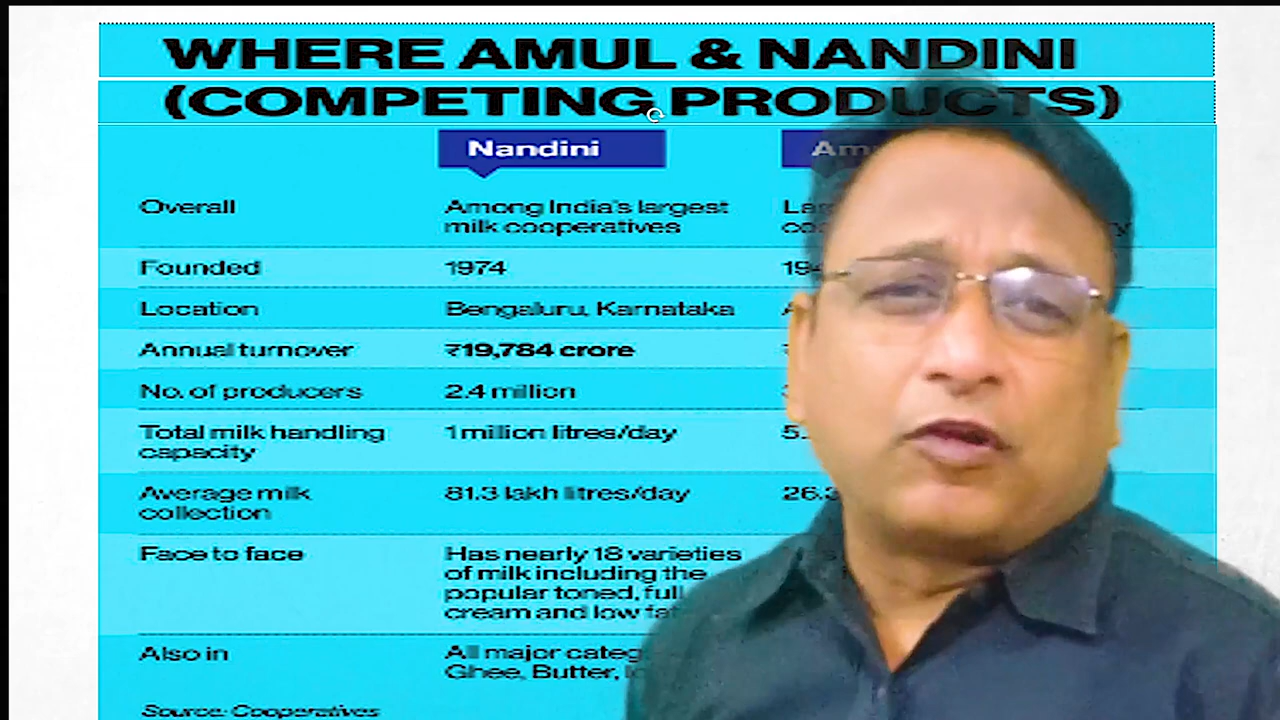 WHERE AMUL & NANDINI
(COMPETING PRODUCTS)
Nandini
Overall
Among India's largest
milk cooperatives
Founded
1974
Location
Bengaluru, Karnataka
Annual turnover
₹19,784 crore
No. of producers
2.4 million
Total milk handling
capacity
1 million litres/day
Average milk
collection
81.3 lakh litres/day
Face to face
Has nearly 18 varieties
of milk including the
popular toned, full
cream and low
Also in
All major
Ghee, Butter,
Source: Cooperatives